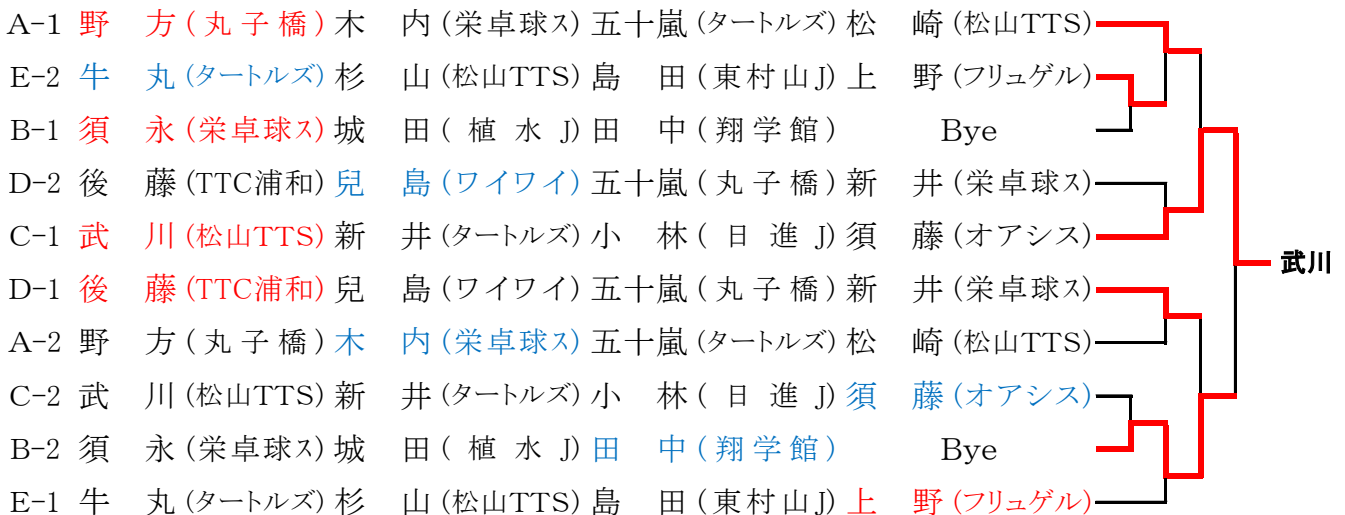 A-1 野 方(丸子橋) 木 内(栄卓球ス) 五十嵐(タートルズ) 松 崎(松山TTS)
E-2 牛 丸(タートルズ) 杉 山(松山TTS) 島 田(東村山J) 上 野(フリュゲル)
B-1 須 永(栄卓球ス) 城 田(植水J) 田 中(翔学館) Bye
D-2 後 藤(TTC浦和) 兒 島(ワイワイ) 五十嵐(丸子橋) 新 井(栄卓球ス)
C-1 武 川(松山TTS) 新 井(タートルズ) 小 林(日進J) 須 藤(オアシス)
武川
D-1 後 藤(TTC浦和) 兒 島(ワイワイ) 五十嵐(丸子橋) 新 井(栄卓球ス)
A-2 野 方(丸子橋) 木 内(栄卓球ス) 五十嵐(タートルズ) 松 崎(松山TTS)
C-2 武 川(松山TTS) 新 井(タートルズ) 小 林(日進J) 須 藤(オアシス)
B-2 須 永(栄卓球ス) 城 田(植水J) 田 中(翔学館) Bye
E-1 牛 丸(タートルズ) 杉 山(松山TTS) 島 田(東村山J) 上 野(フリュゲル)